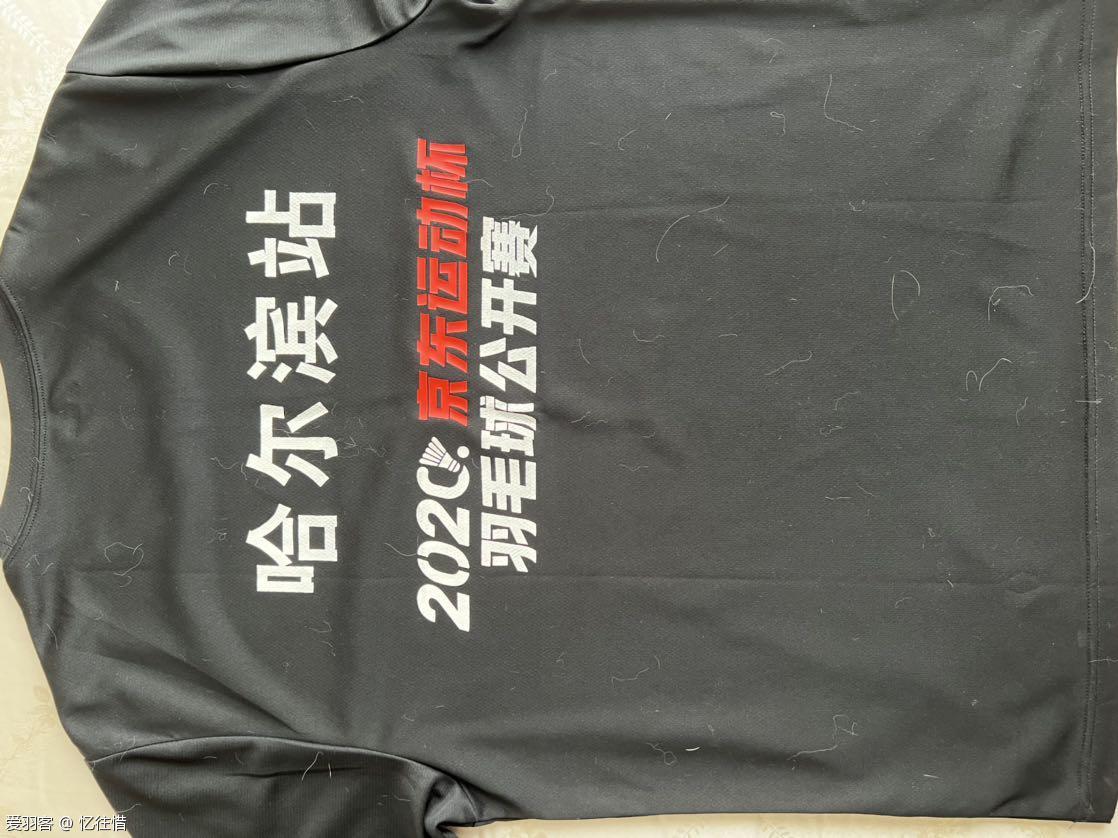 哈尔滨站
2020 京东运动杯
羽毛球公开赛
爱羽客 @ 忆往惜